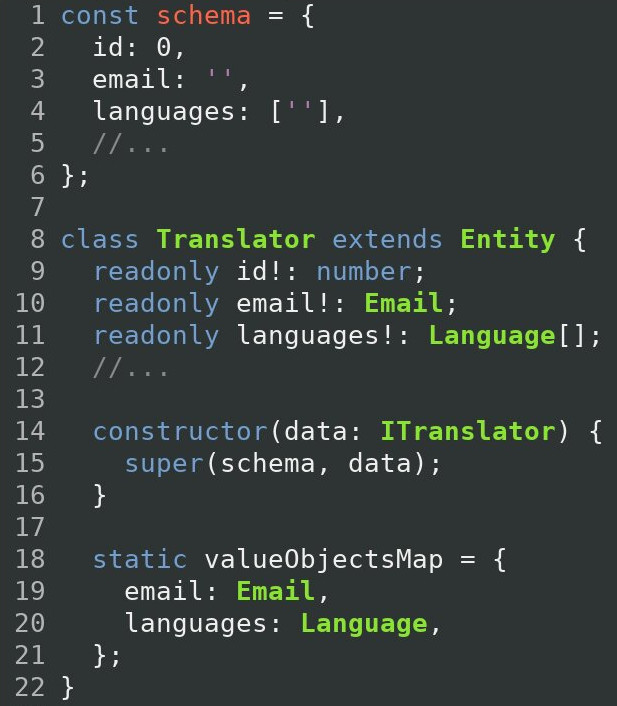 1 const schema = {
2   id: 0,
3   email: '',
4   languages: [''],
5   //...
6 };
7
8 class Translator extends Entity {
9   readonly id!: number;
10   readonly email!: Email;
11   readonly languages!: Language[];
12   //...
13
14   constructor(data: ITranslator) {
15     super(schema, data);
16   }
17
18   static valueObjectsMap = {
19     email: Email,
20     languages: Language,
21   };
22 }